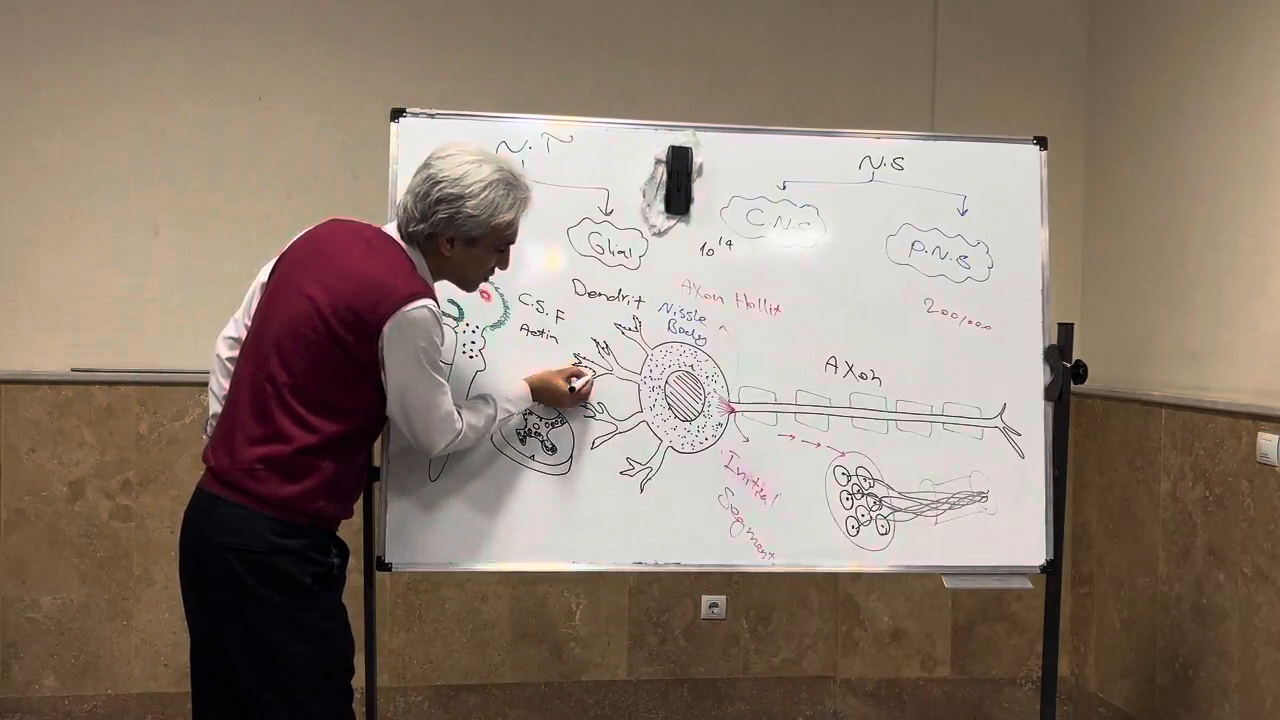 N.T
N.S
Glial
C.N.S
P.N.S
10¹⁴
200,000
C.S.F
Actin
Dendrit
Axon Hollit
Nissle
Body
Axon
Initial
Segment